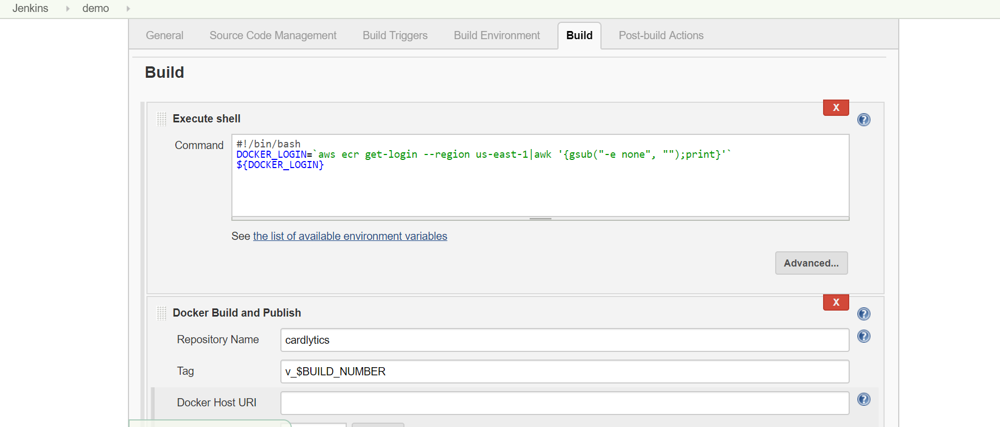 Jenkins demo
General Source Code Management Build Triggers Build Environment Build Post-build Actions
Build
X
Execute shell
Command
#!/bin/bash
DOCKER_LOGIN=`aws ecr get-login --region us-east-1|awk '{gsub("-e none", "");print}'`
${DOCKER_LOGIN}
See the list of available environment variables
Advanced...
X
Docker Build and Publish
Repository Name cardlytics
Tag v_$BUILD_NUMBER
Docker Host URI